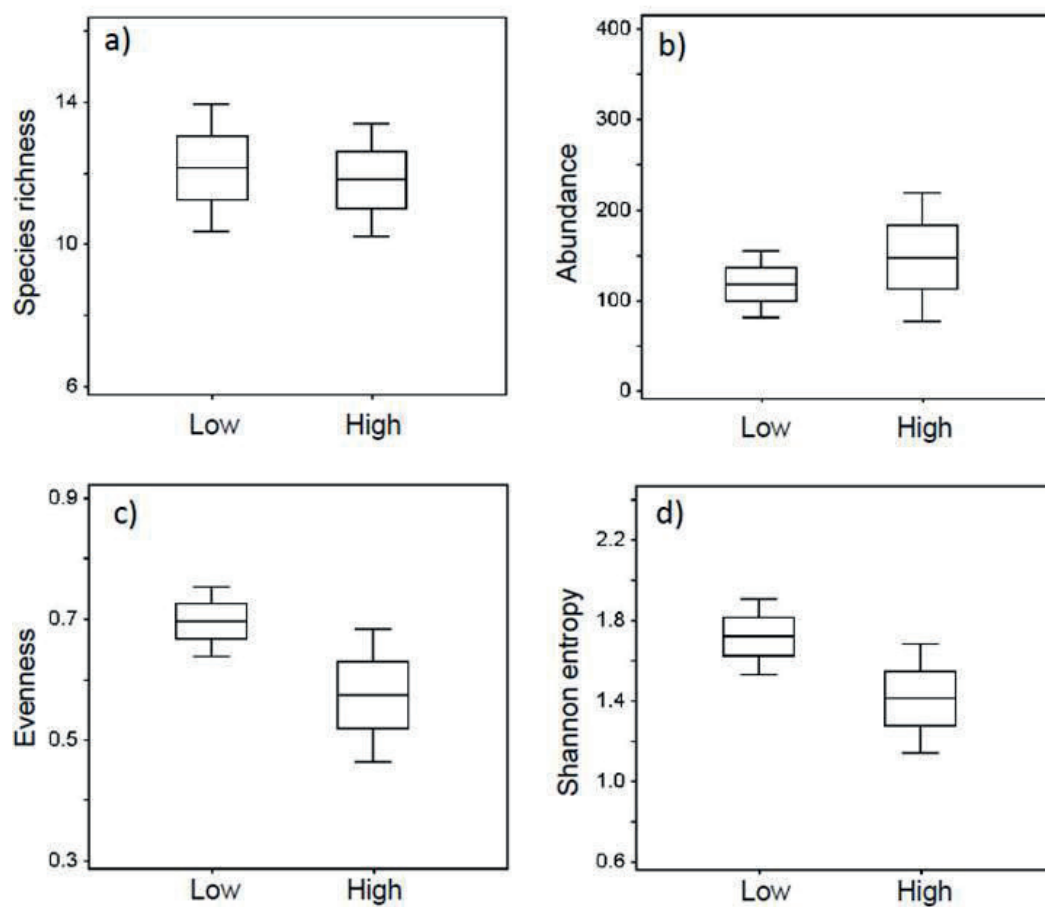 a)
Species richness
14
10
6
Low High
b)
Abundance
400
300
150
100
0
Low High
c)
Evenness
0.9
0.7
0.5
0.3
Low High
d)
Shannon entropy
2.2
1.8
1.4
1.0
0.6
Low High